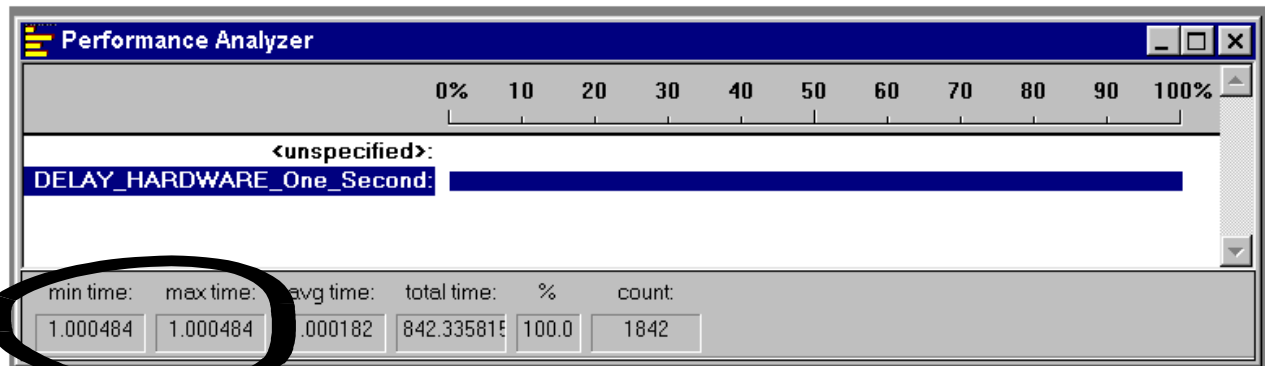 Performance Analyzer
0% 10 20 30 40 50 60 70 80 90 100%
<unspecified>:
DELAY_HARDWARE_One_Second:
min time: max time: avg time: total time: % count:
1.000484 1.000484 .000182 842.335815 100.0 1842